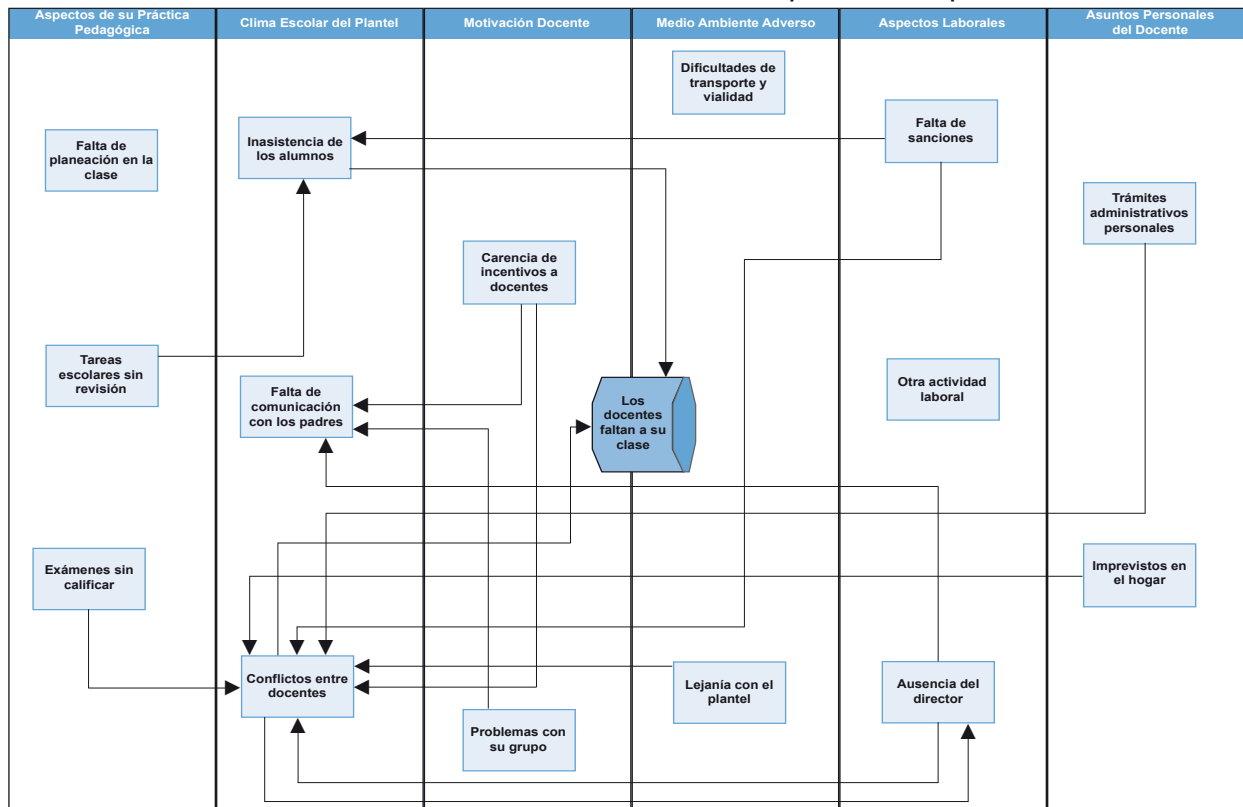 Aspectos de su Práctica
Pedagógica
Clima Escolar del Plantel
Motivación Docente
Medio Ambiente Adverso
Aspectos Laborales
Asuntos Personales
del Docente
Dificultades de
transporte y
vialidad
Falta de
planeación en la
clase
Inasistencia de
los alumnos
Falta de
sanciones
Trámites
administrativos
personales
Carencia de
incentivos a
docentes
Tareas
escolares sin
revisión
Falta de
comunicación
con los padres
Los
docentes
faltan a su
clase
Otra actividad
laboral
Exámenes sin
calificar
Imprevistos en
el hogar
Conflictos entre
docentes
Lejanía con el
plantel
Ausencia del
director
Problemas con
su grupo